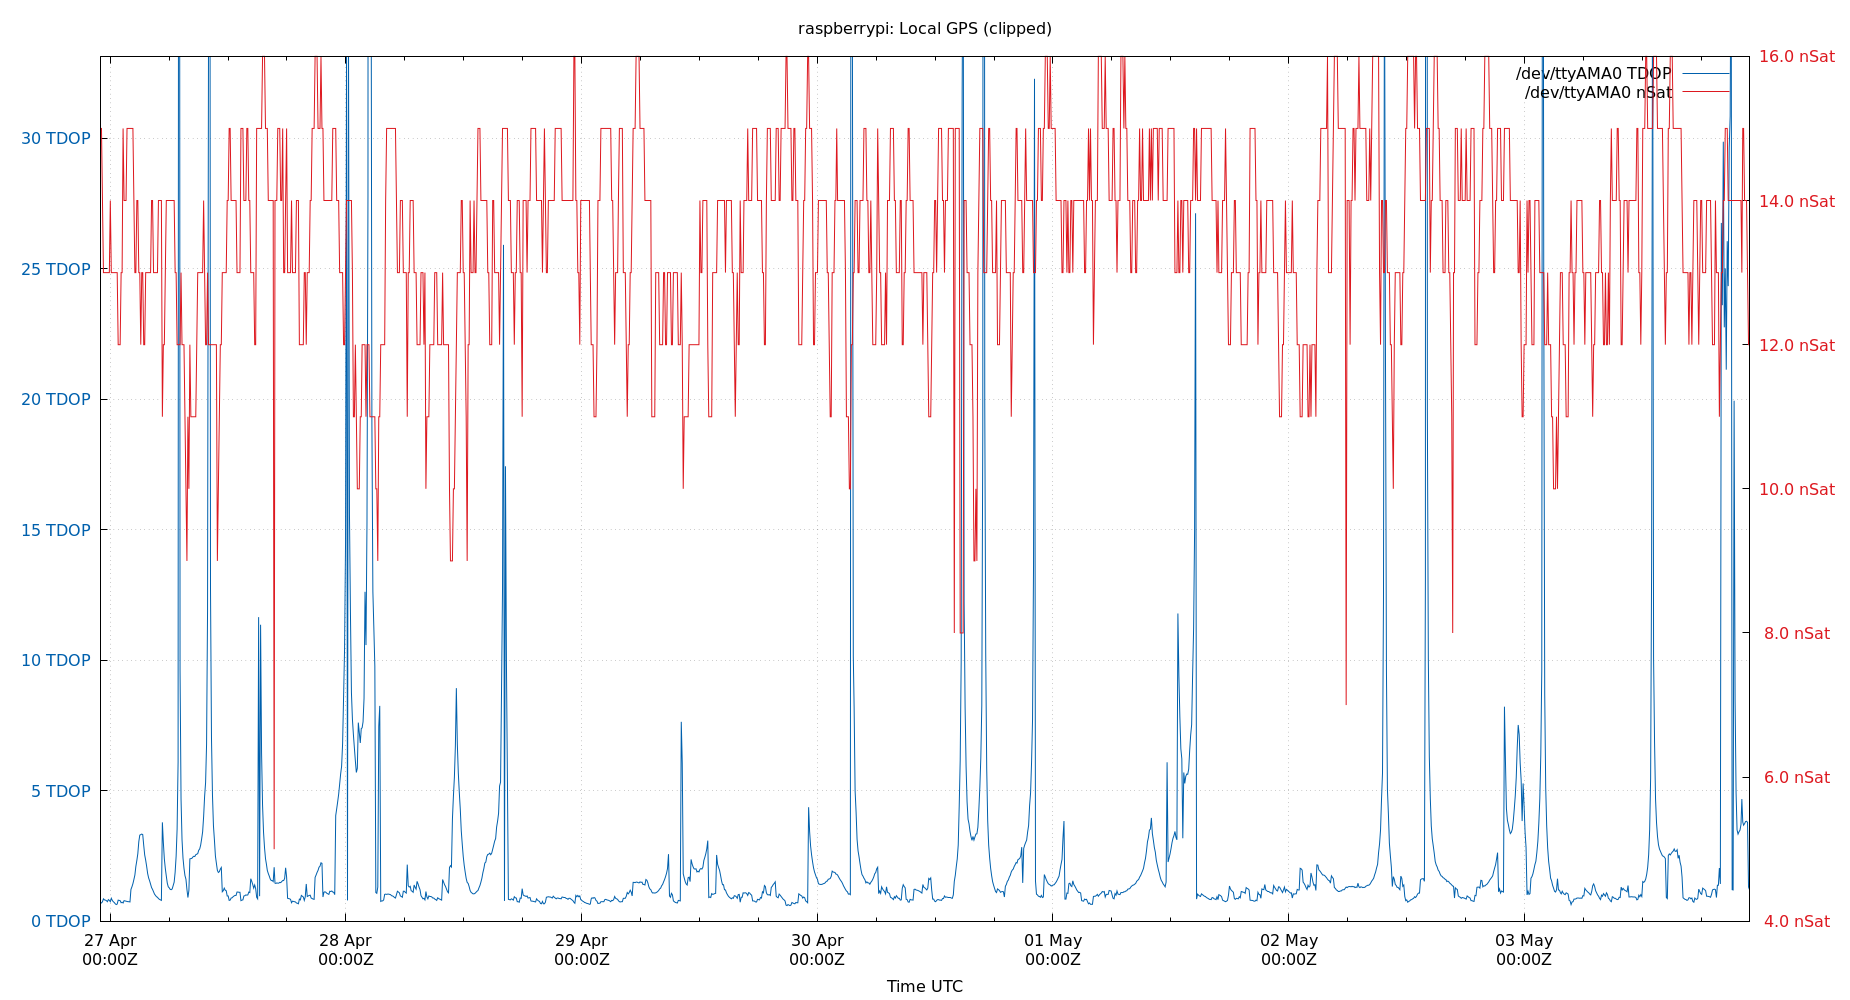 raspberrypi: Local GPS (clipped)
16.0 nSat
/dev/ttyAMA0 TDOP
/dev/ttyAMA0 nSat
30 TDOP
14.0 nSat
25 TDOP
12.0 nSat
20 TDOP
10.0 nSat
15 TDOP
8.0 nSat
10 TDOP
6.0 nSat
5 TDOP
0 TDOP
4.0 nSat
27 Apr 28 Apr 29 Apr 30 Apr 01 May 02 May 03 May
00:00Z 00:00Z 00:00Z 00:00Z 00:00Z 00:00Z 00:00Z
Time UTC